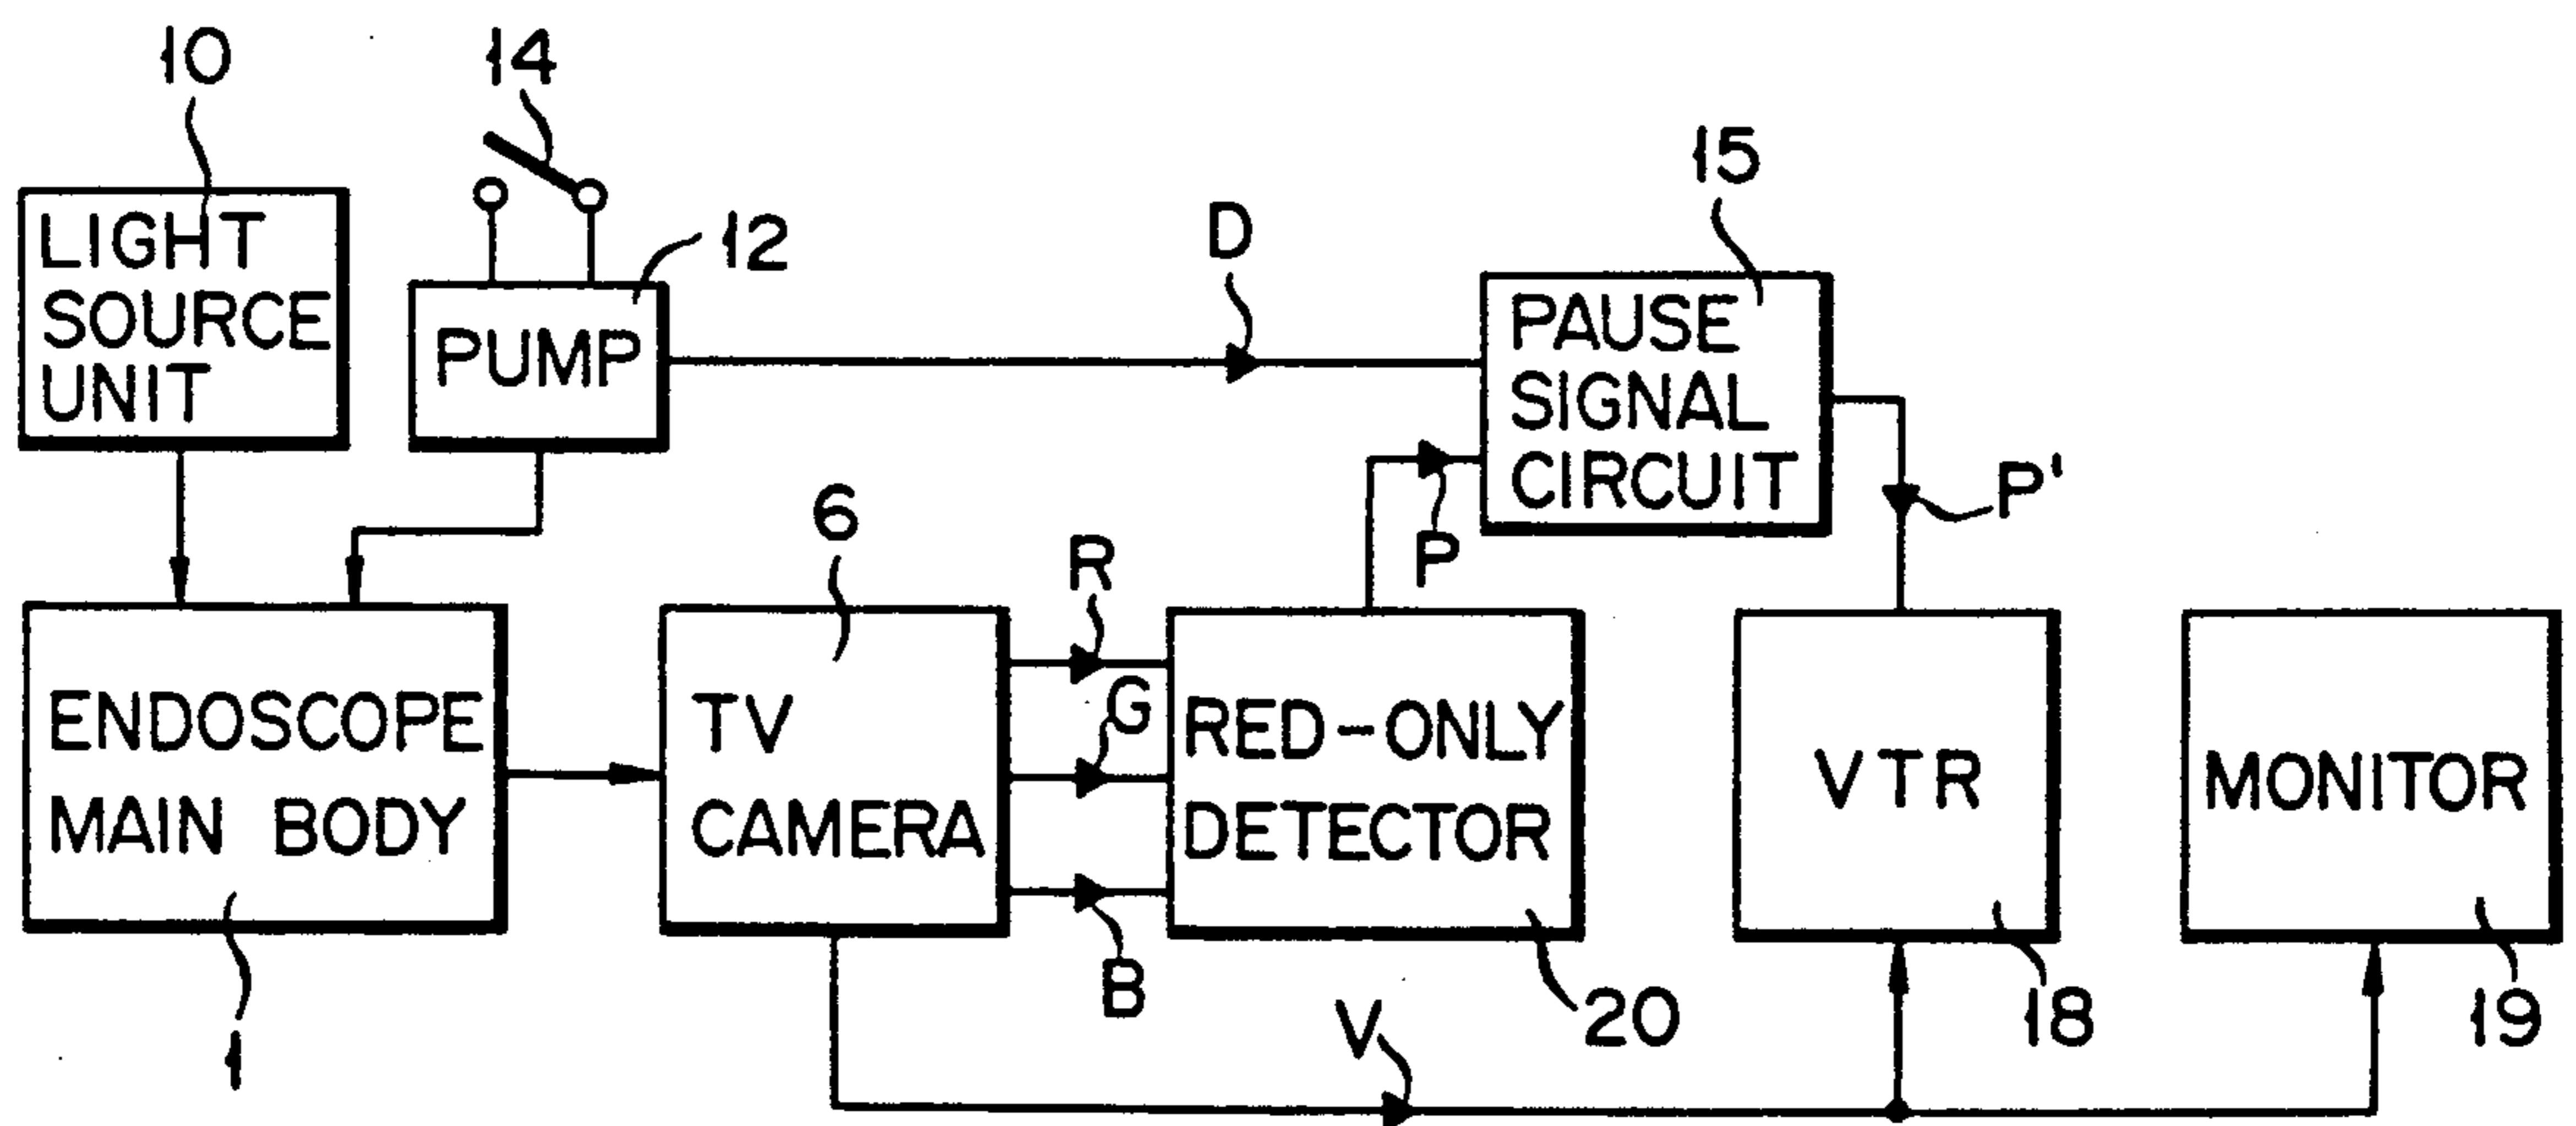 10
14
15
12
D
LIGHT
SOURCE
UNIT
PUMP
PAUSE
SIGNAL
CIRCUIT
P'
6
R
P
G
ENDOSCOPE
MAIN BODY
TV
CAMERA
RED-ONLY
DETECTOR
VTR
MONITOR
B
V
1
20
18
19